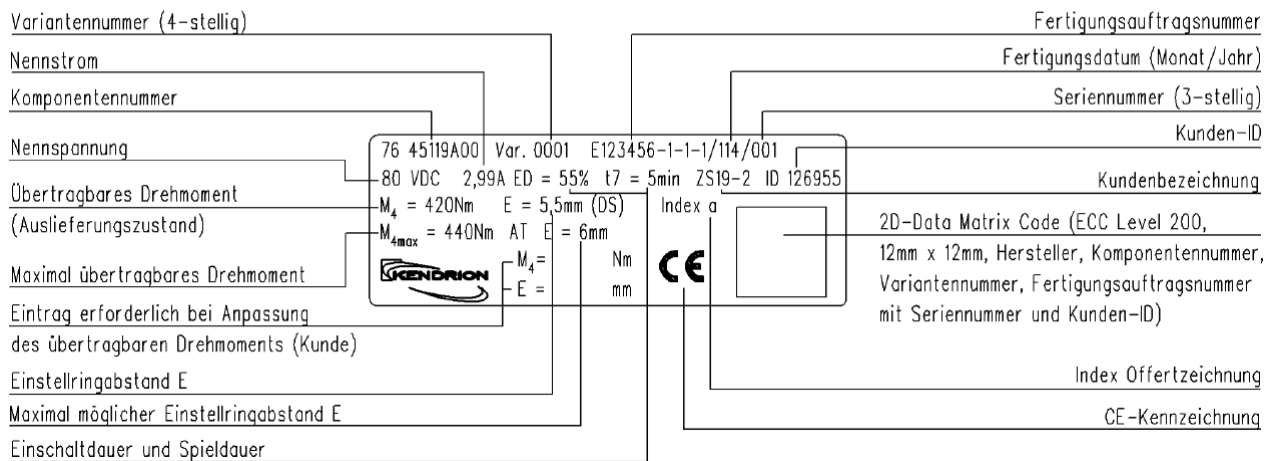 Variantennummer (4-stellig)
Nennstrom
Komponentennummer
Nennspannung
Übertragbares Drehmoment
(Auslieferungszustand)
Maximal übertragbares Drehmoment
Eintrag erforderlich bei Anpassung
des übertragbaren Drehmoments (Kunde)
Einstellringabstand E
Maximal möglicher Einstellringabstand E
Einschaltdauer und Spieldauer
76 45119A00 Var. 0001 E123456-1-1-1/114/001
80 VDC 2,99A ED = 55% t7 = 5min ZS19-2 ID 126955
M4 = 420Nm E = 5,5mm (DS) Index a
M4max = 440Nm AT E = 6mm
KENDRION
M4= Nm
E = mm
CE
Fertigungsauftragsnummer
Fertigungsdatum (Monat/Jahr)
Seriennummer (3-stellig)
Kunden-ID
Kundenbezeichnung
2D-Data Matrix Code (ECC Level 200,
12mm x 12mm, Hersteller, Komponentennummer,
Variantennummer, Fertigungsauftragsnummer
mit Seriennummer und Kunden-ID)
Index Offertzeichnung
CE-Kennzeichnung